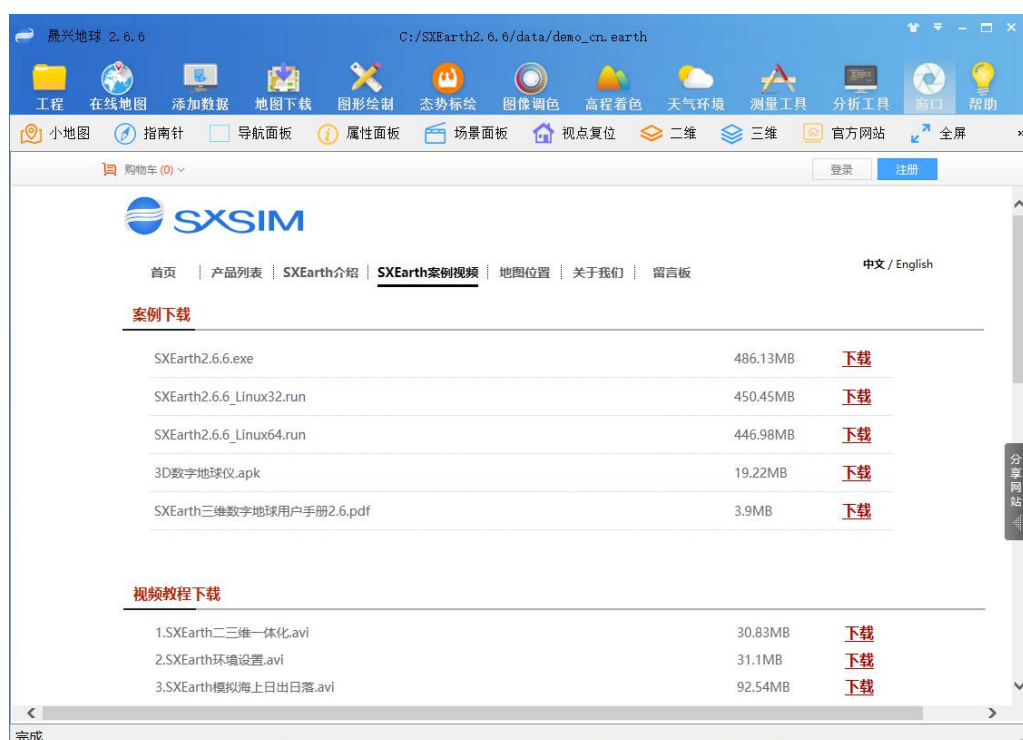 晟兴地球 2.6.6 C:/SXEarth2.6.6/data/demo_cn.earth
工程 在线地图 添加数据 地图下载 图形绘制 态势标绘 图像调色 高程着色 天气环境 测量工具 分析工具 窗口 帮助
小地图 指南针 导航面板 属性面板 场景面板 视点复位 二维 三维 官方网站 全屏 »
购物车 (0) 登录 注册
SXSIM
中文 / English
首页 产品列表 SXEarth介绍 SXEarth案例视频 地图位置 关于我们 留言板
案例下载
SXEarth2.6.6.exe 486.13MB 下载
SXEarth2.6.6_Linux32.run 450.45MB 下载
SXEarth2.6.6_Linux64.run 446.98MB 下载
3D数字地球仪.apk 19.22MB 下载
SXEarth三维数字地球用户手册2.6.pdf 3.9MB 下载
分享网站
视频教程下载
1.SXEarth二三维一体化.avi 30.83MB 下载
2.SXEarth环境设置.avi 31.1MB 下载
3.SXEarth模拟海上日出日落.avi 92.54MB 下载
完成